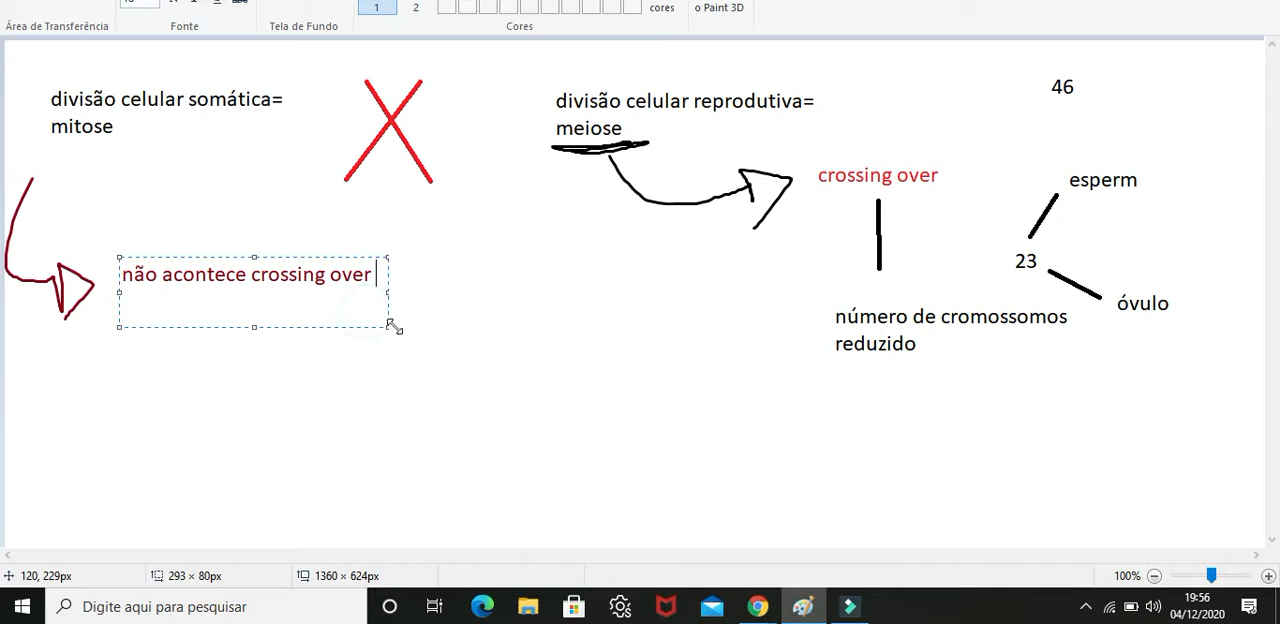 1
2
cores
o Paint 3D
Área de Transferência
Fonte
Tela de Fundo
Cores
divisão celular somática=
mitose
divisão celular reprodutiva=
meiose
46
crossing over
esperm
não acontece crossing over
23
óvulo
número de cromossomos
reduzido
120, 229px
293 × 80px
1360 × 624px
100%
Digite aqui para pesquisar
19:56
04/12/2020